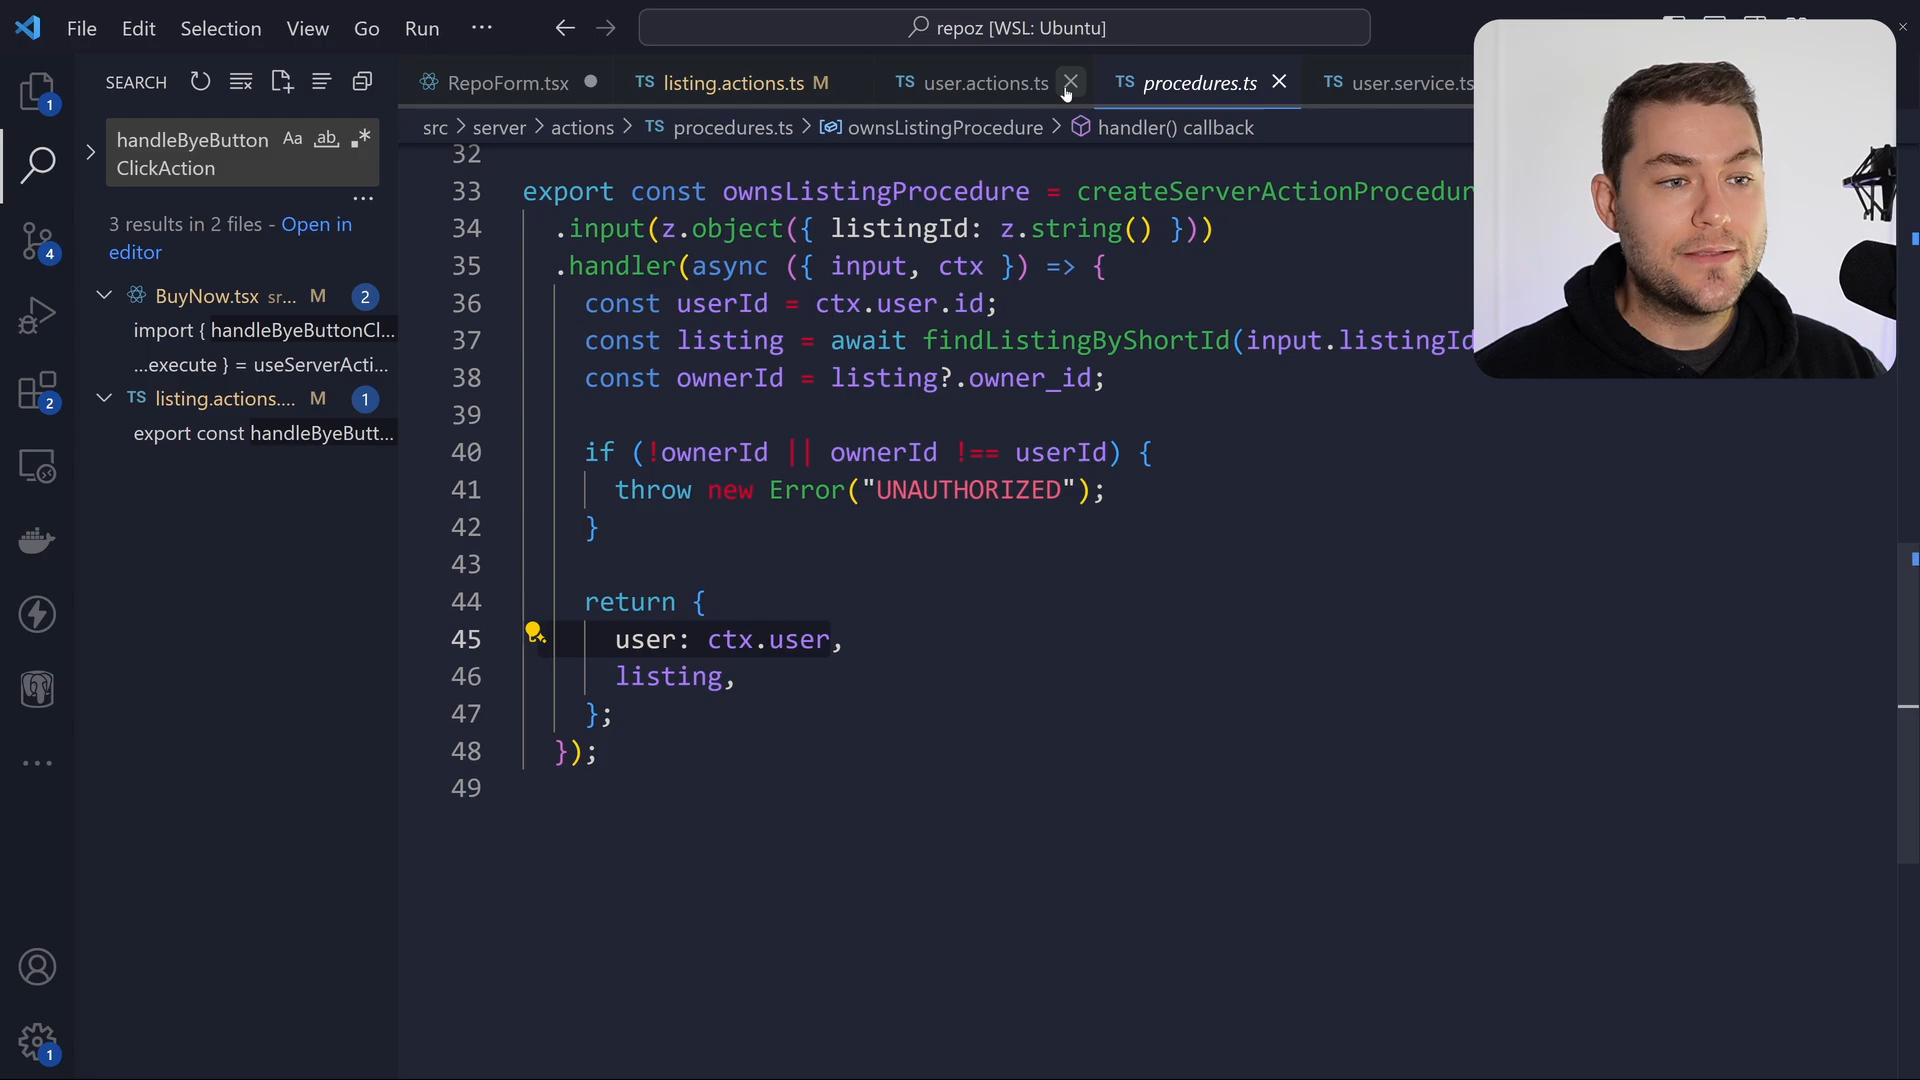 File Edit Selection View Go Run ···
repoz [WSL: Ubuntu]
SEARCH
RepoForm.tsx
TS listing.actions.ts M
TS user.actions.ts
TS procedures.ts
TS user.service.ts
src > server > actions > TS procedures.ts > ownsListingProcedure > handler() callback
handleByeButton
ClickAction
Aa ab .*
3 results in 2 files - Open in
editor
BuyNow.tsx sr... M 2
import { handleByeButtonCl...
...execute } = useServerActi...
TS listing.actions.... M 1
export const handleByeButt...
1
4
2
1
32
33 export const ownsListingProcedure = createServerActionProcedur
34 .input(z.object({ listingId: z.string() }))
35 .handler(async ({ input, ctx }) => {
36 const userId = ctx.user.id;
37 const listing = await findListingByShortId(input.listingId
38 const ownerId = listing?.owner_id;
39
40 if (!ownerId || ownerId !== userId) {
41 throw new Error("UNAUTHORIZED");
42 }
43
44 return {
45 user: ctx.user,
46 listing,
47 };
48 });
49